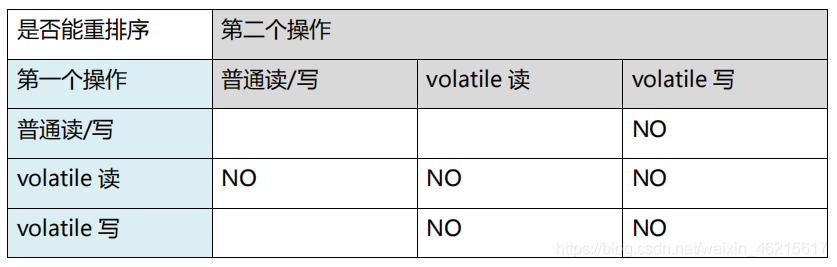 是否能重排序 第二个操作
第一个操作 普通读/写 volatile 读 volatile 写
普通读/写 NO
volatile 读 NO NO NO
volatile 写 NO NO
https://blog.csdn.net/weixin_46215617